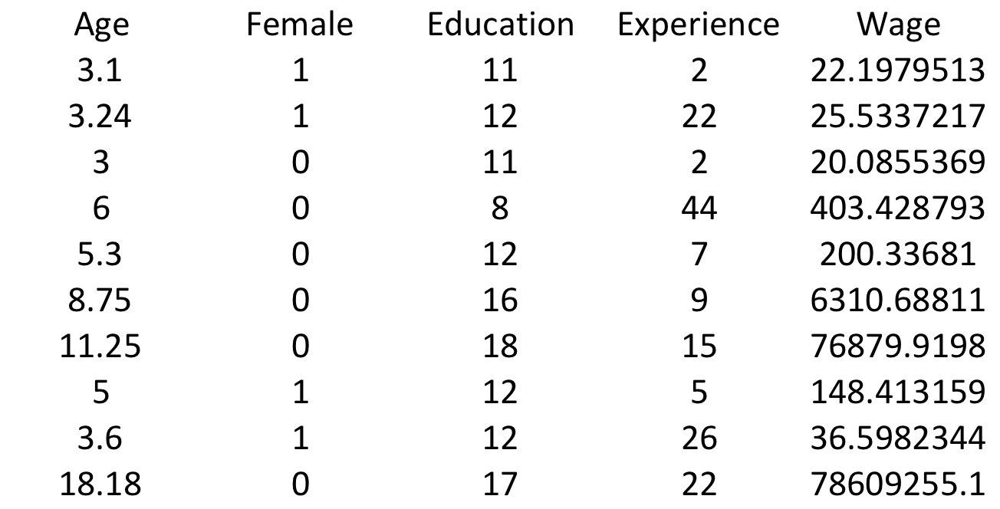 Age Female Education Experience Wage
3.1 1 11 2 22.1979513
3.24 1 12 22 25.5337217
3 0 11 2 20.0855369
6 0 8 44 403.428793
5.3 0 12 7 200.33681
8.75 0 16 9 6310.68811
11.25 0 18 15 76879.9198
5 1 12 5 148.413159
3.6 1 12 26 36.5982344
18.18 0 17 22 78609255.1